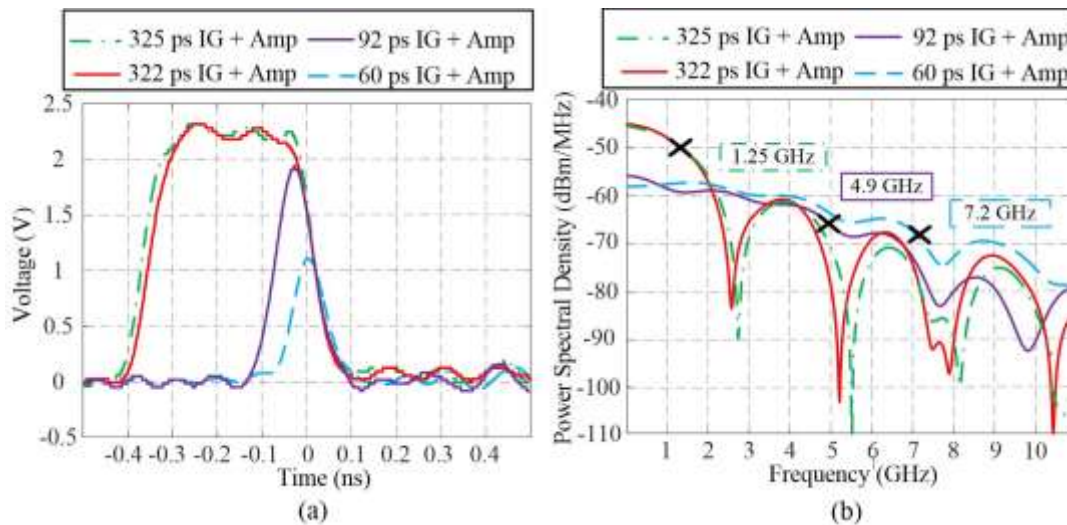 325 ps IG + Amp 92 ps IG + Amp
322 ps IG + Amp 60 ps IG + Amp
2.5
2
1.5
1
0.5
0
-0.5
Voltage (V)
-0.4 -0.3 -0.2 -0.1 0 0.1 0.2 0.3 0.4
Time (ns)
(a)
325 ps IG + Amp 92 ps IG + Amp
322 ps IG + Amp 60 ps IG + Amp
-40
-50
-60
-70
-80
-90
-100
-110
Power Spectral Density (dBm/MHz)
1.25 GHz
4.9 GHz
7.2 GHz
1 2 3 4 5 6 7 8 9 10
Frequency (GHz)
(b)